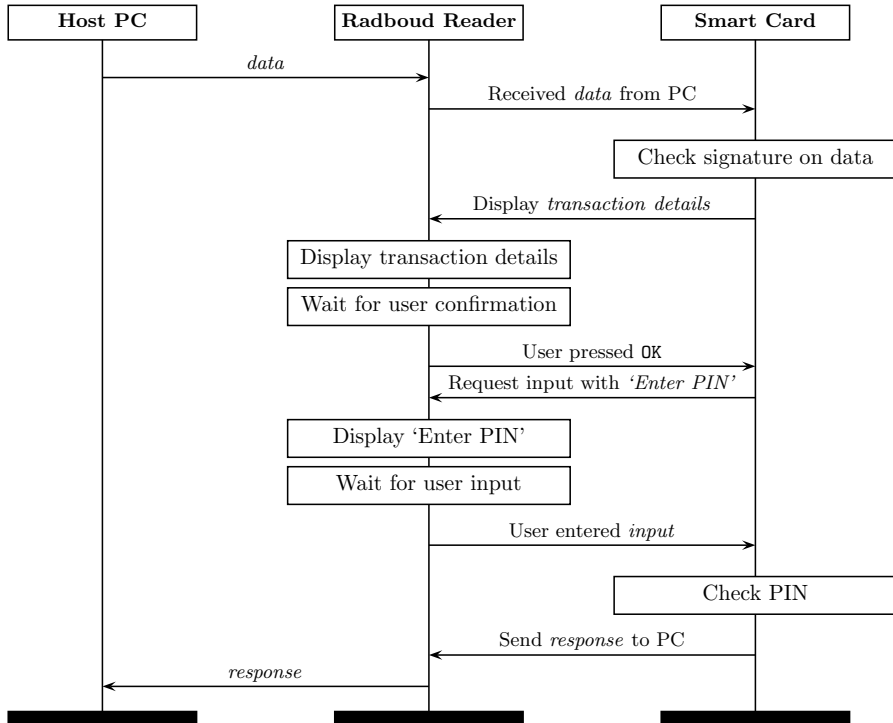 Host PC
Radboud Reader
Smart Card
data
Received data from PC
Check signature on data
Display transaction details
Display transaction details
Wait for user confirmation
User pressed OK
Request input with ‘Enter PIN’
Display ‘Enter PIN’
Wait for user input
User entered input
Check PIN
Send response to PC
response